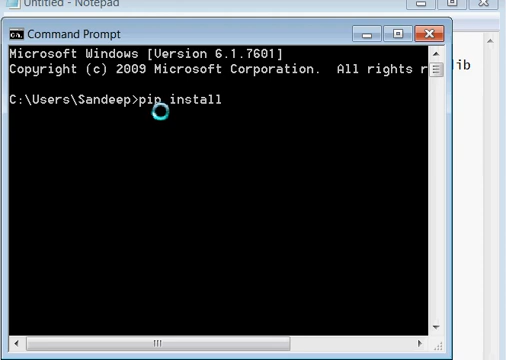 Untitled - Notepad
Command Prompt
Microsoft Windows [Version 6.1.7601]
Copyright (c) 2009 Microsoft Corporation.  All rights r
lib
C:\Users\Sandeep>pip install